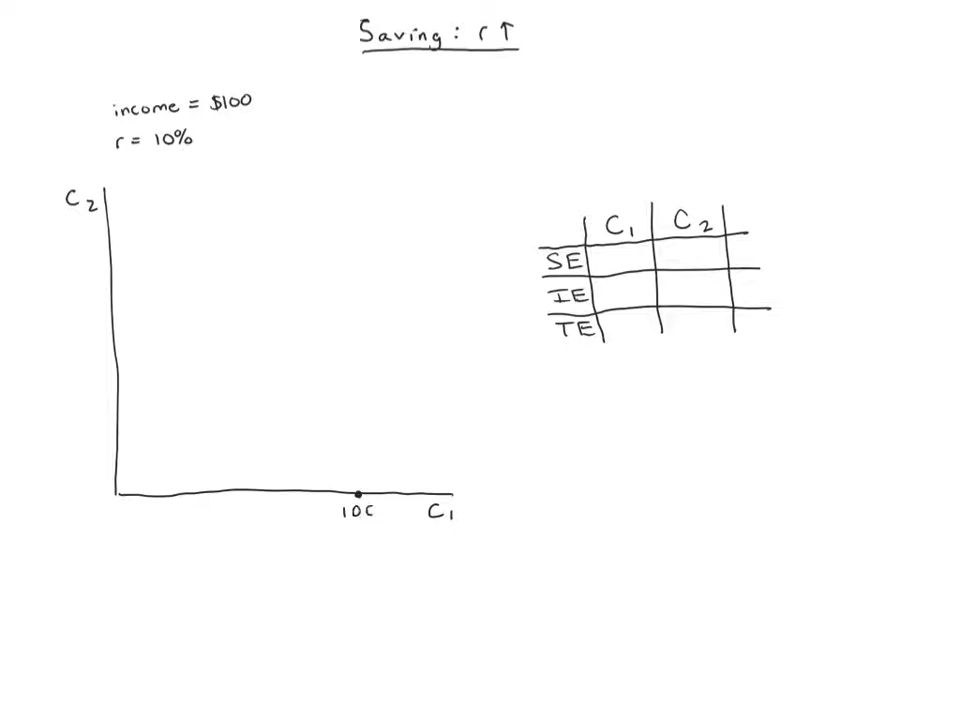 Saving: r ↑
income = $100
r = 10%
C2
C1 C2
SE
IE
TE
100 C1